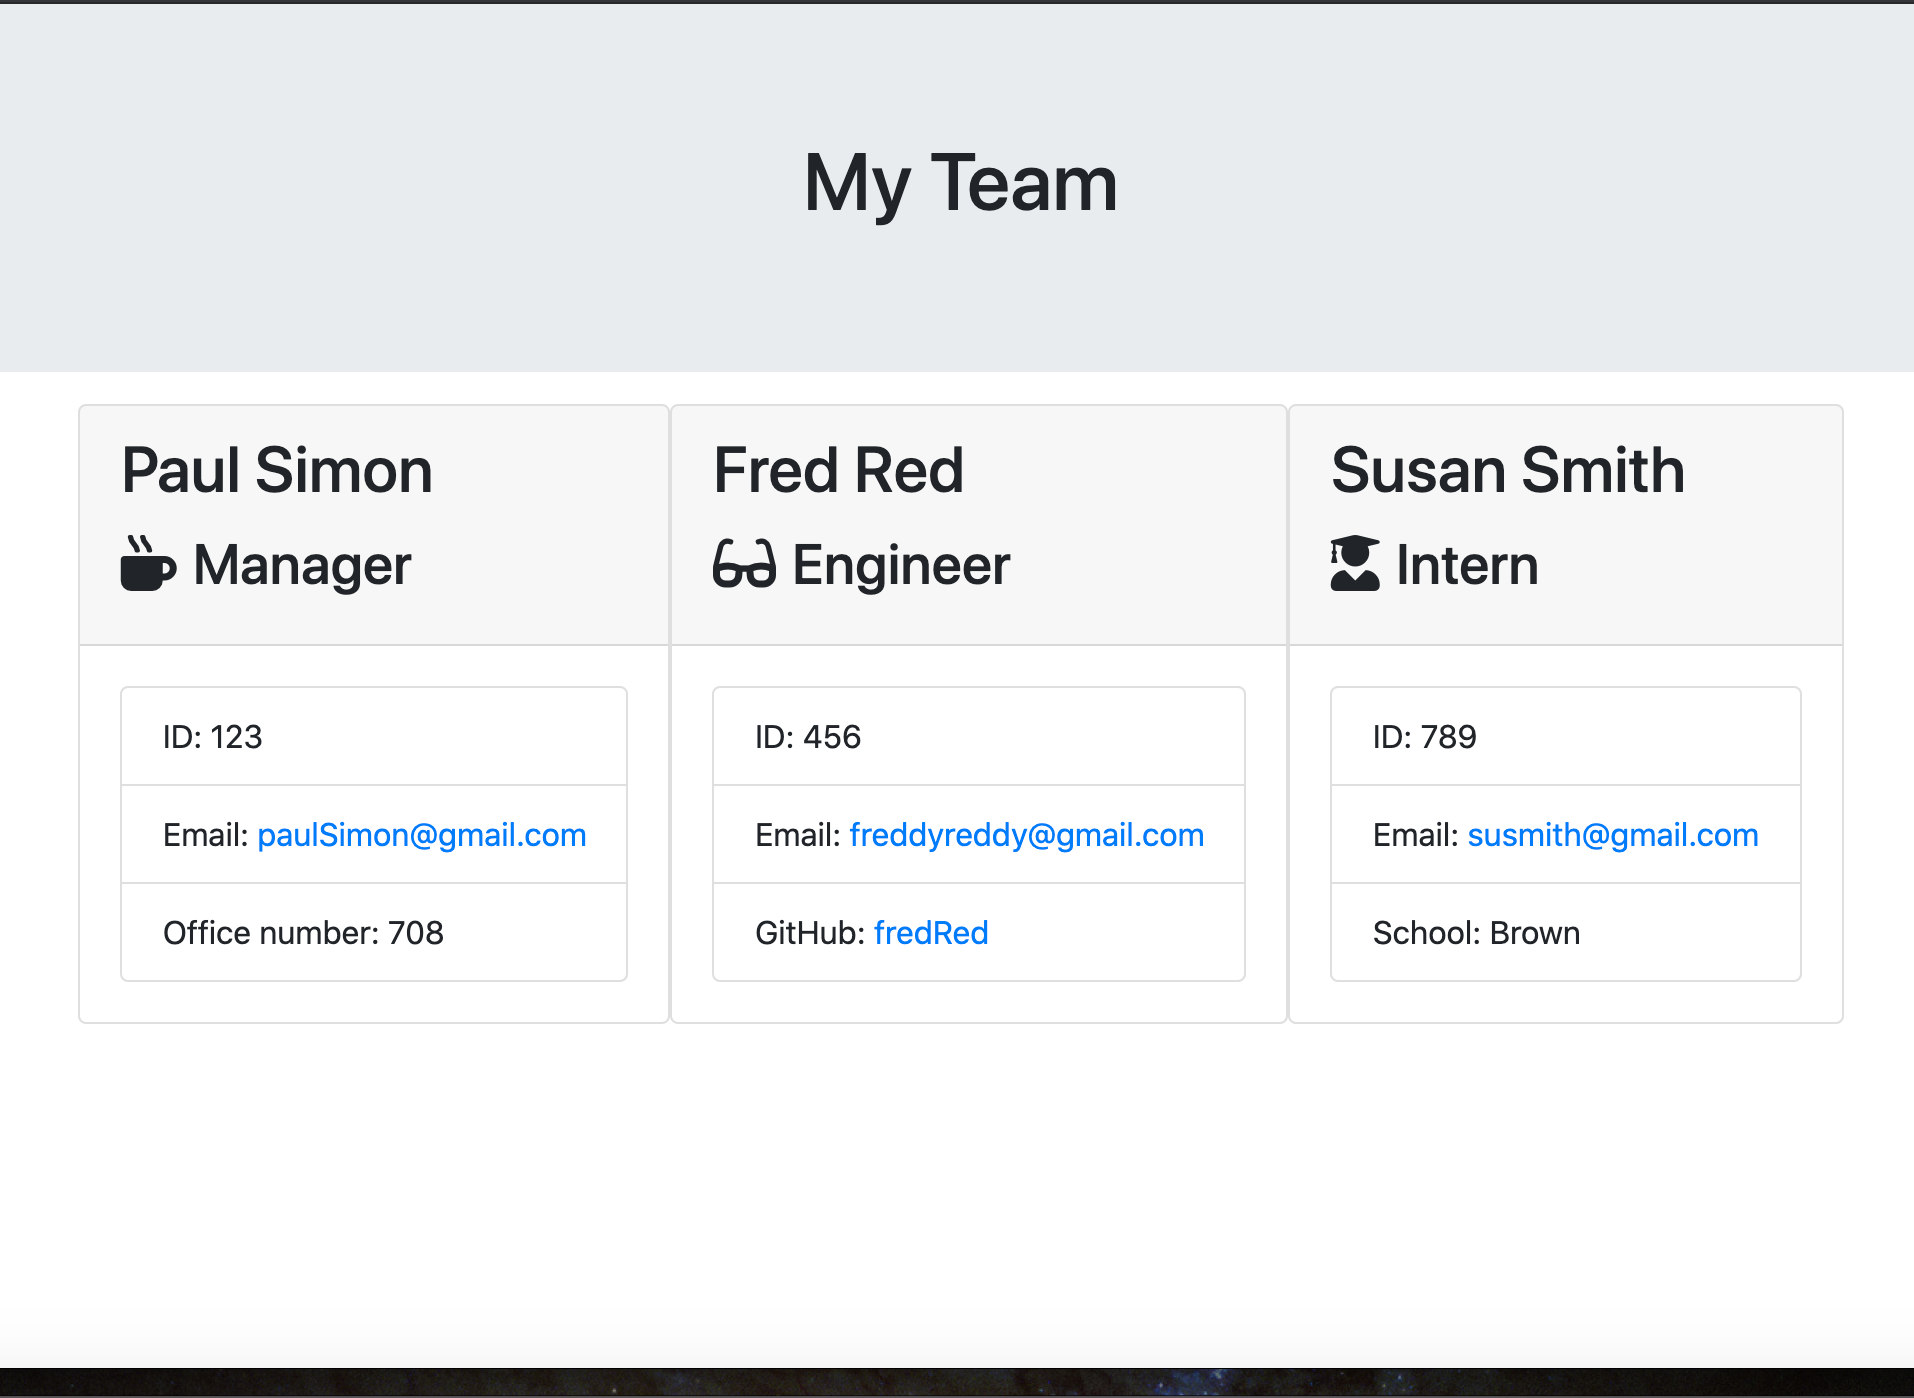 My Team
Paul Simon
Manager
ID: 123
Email: paulSimon@gmail.com
Office number: 708
Fred Red
Engineer
ID: 456
Email: freddyreddy@gmail.com
GitHub: fredRed
Susan Smith
Intern
ID: 789
Email: susmith@gmail.com
School: Brown